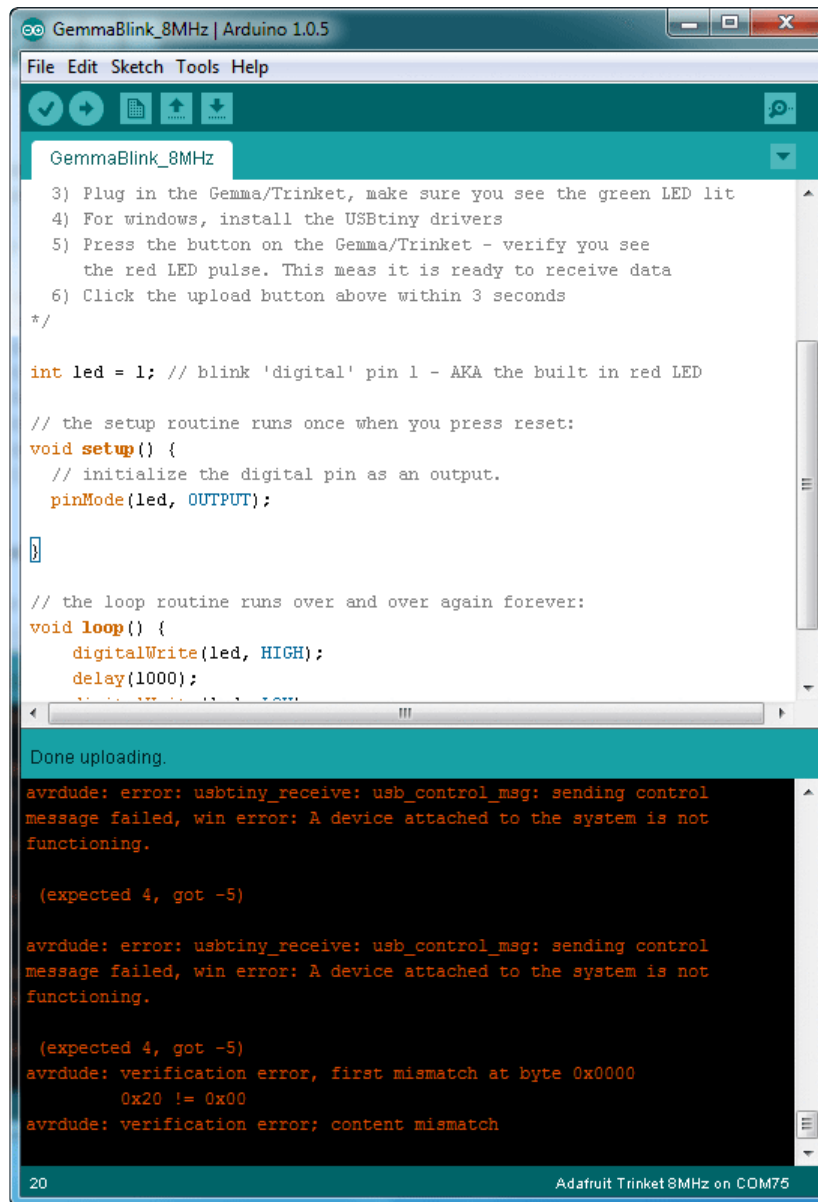 GemmaBlink_8MHz | Arduino 1.0.5
File Edit Sketch Tools Help
GemmaBlink_8MHz
3) Plug in the Gemma/Trinket, make sure you see the green LED lit
4) For windows, install the USBtiny drivers
5) Press the button on the Gemma/Trinket - verify you see
the red LED pulse. This meas it is ready to receive data
6) Click the upload button above within 3 seconds
*/
int led = 1; // blink 'digital' pin 1 - AKA the built in red LED
// the setup routine runs once when you press reset:
void setup() {
// initialize the digital pin as an output.
pinMode(led, OUTPUT);
}
// the loop routine runs over and over again forever:
void loop() {
digitalWrite(led, HIGH);
delay(1000);
Done uploading.
avrdude: error: usbtiny_receive: usb_control_msg: sending control
message failed, win error: A device attached to the system is not
functioning.
(expected 4, got -5)
avrdude: error: usbtiny_receive: usb_control_msg: sending control
message failed, win error: A device attached to the system is not
functioning.
(expected 4, got -5)
avrdude: verification error, first mismatch at byte 0x0000
0x20 != 0x00
avrdude: verification error; content mismatch
20
Adafruit Trinket 8MHz on COM75